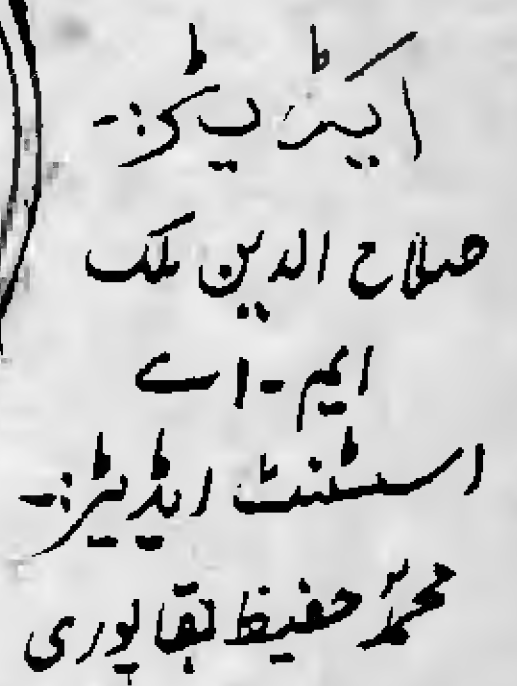 ایڈیٹر:-
صلاح الدین ملک
ایم - اے
اسسٹنٹ ایڈیٹر:-
محمد حفیظ بقاپوری